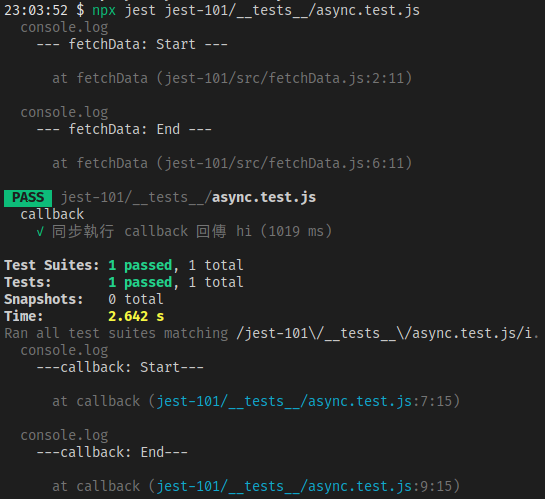 23:03:52 $ npx jest jest-101/__tests__/async.test.js
console.log
--- fetchData: Start ---
at fetchData (jest-101/src/fetchData.js:2:11)
console.log
--- fetchData: End ---
at fetchData (jest-101/src/fetchData.js:6:11)
PASS jest-101/__tests__/async.test.js
callback
√ 同步執行 callback 回傳 hi (1019 ms)
Test Suites: 1 passed, 1 total
Tests: 1 passed, 1 total
Snapshots: 0 total
Time: 2.642 s
Ran all test suites matching /jest-101\/__tests__\/async.test.js/i.
console.log
---callback: Start---
at callback (jest-101/__tests__/async.test.js:7:15)
console.log
---callback: End---
at callback (jest-101/__tests__/async.test.js:9:15)